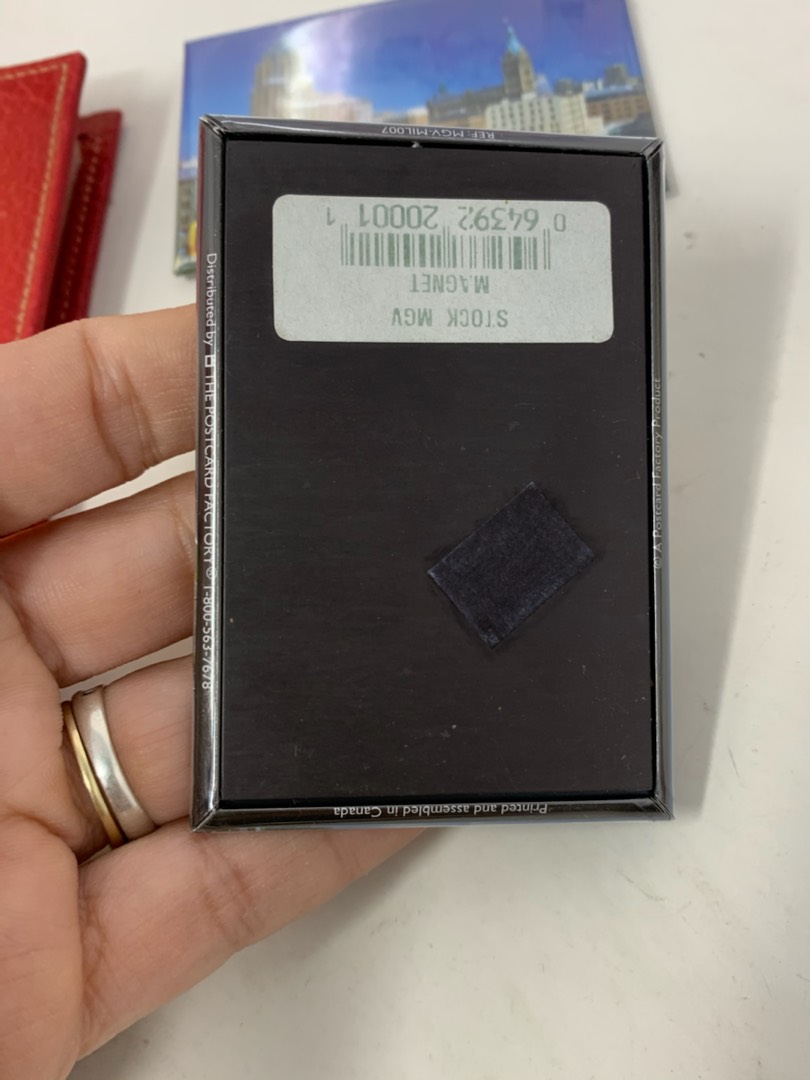 REF: MGV-MIL007
STOCK MGV
MAGNET
0 64392 20001 1
Distributed by THE POSTCARD FACTORY® 1-800-563-7678
© A Postcard Factory Product
Printed and assembled in Canada